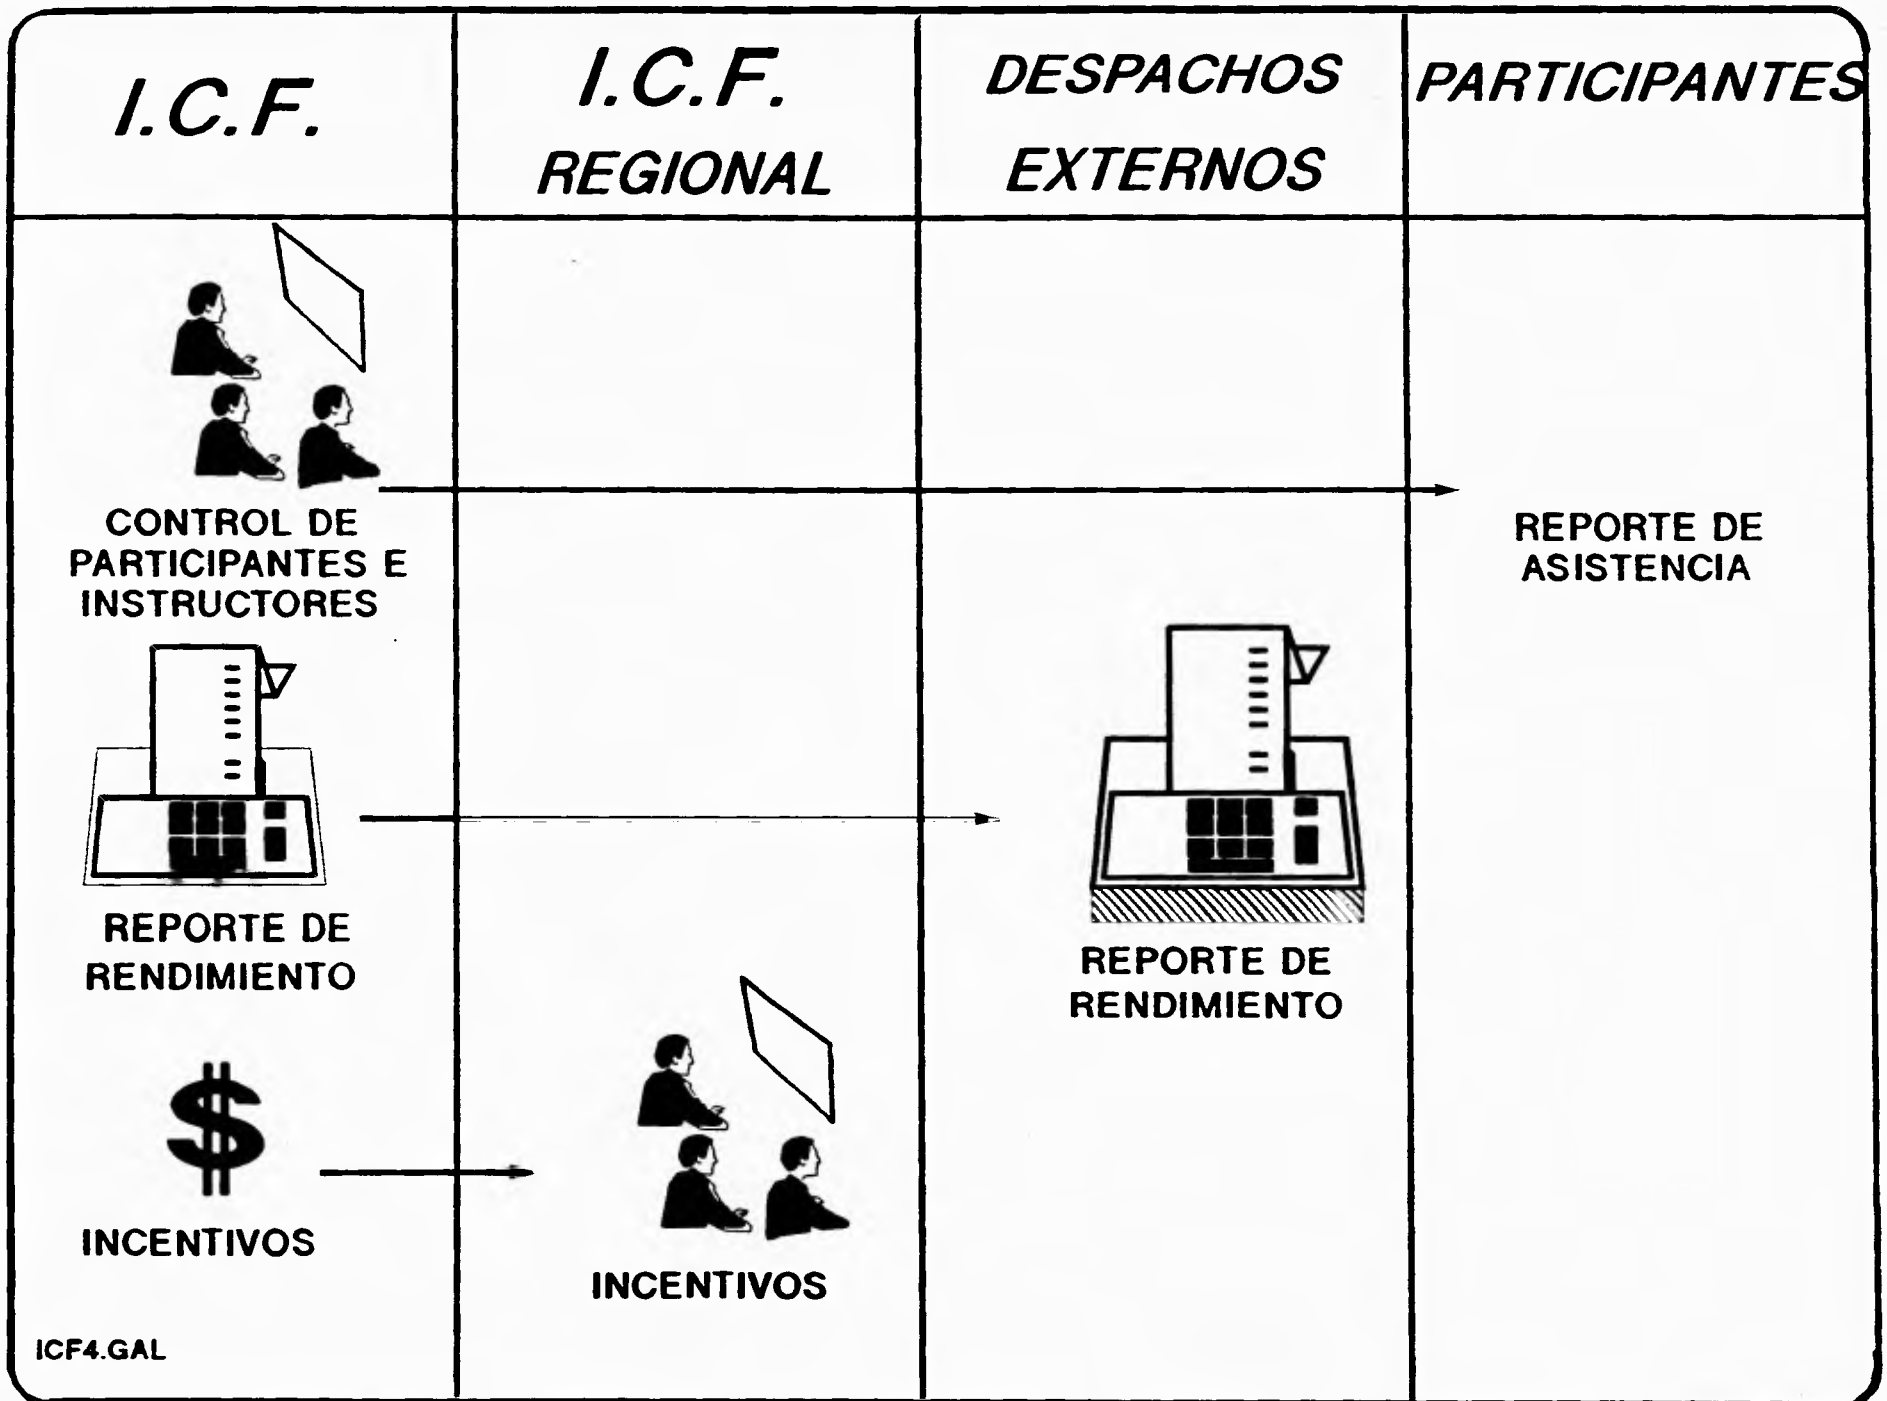 I.C.F.
I.C.F.
REGIONAL
DESPACHOS
EXTERNOS
PARTICIPANTES
CONTROL DE
PARTICIPANTES E
INSTRUCTORES
REPORTE DE
ASISTENCIA
REPORTE DE
RENDIMIENTO
REPORTE DE
RENDIMIENTO
$
INCENTIVOS
INCENTIVOS
ICF4.GAL